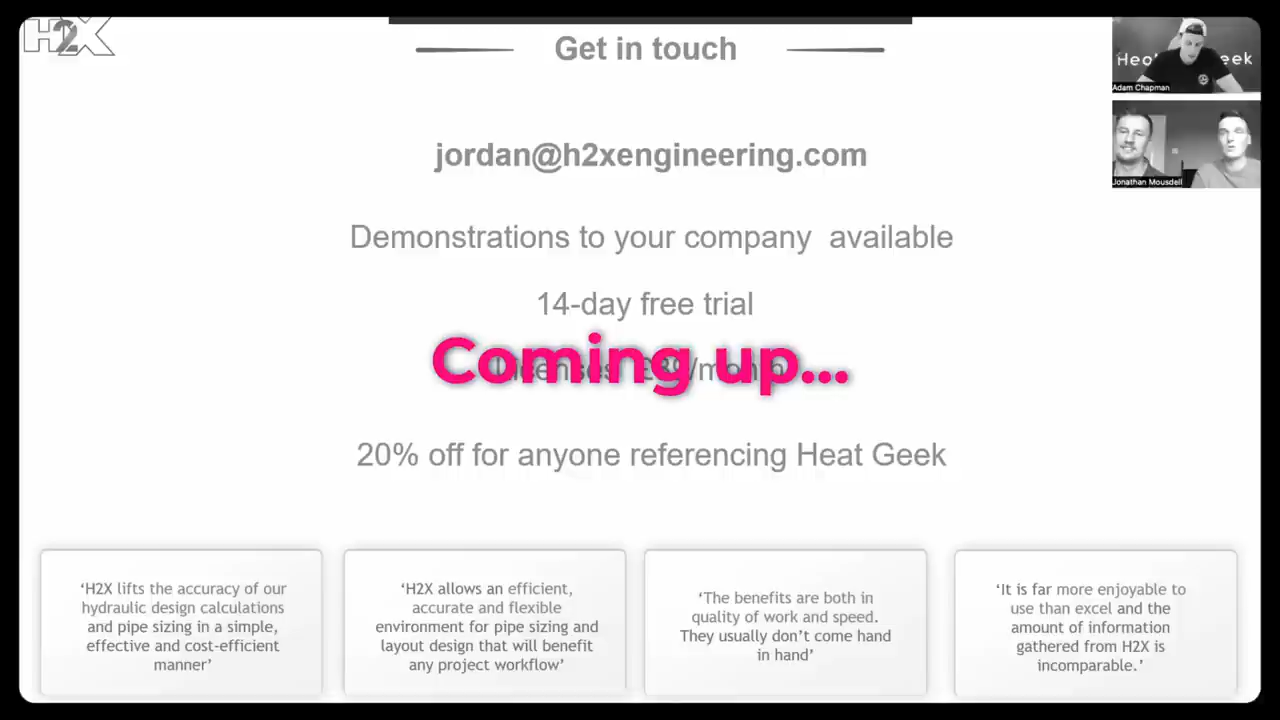 H2X
Get in touch
Heat Geek
Adam Chapman
jordan@h2xengineering.com
Jonathan Mousdell
Demonstrations to your company available
14-day free trial
Coming up...
Licenses /month
20% off for anyone referencing Heat Geek
‘H2X lifts the accuracy of our
hydraulic design calculations
and pipe sizing in a simple,
effective and cost-efficient
manner’
‘H2X allows an efficient,
accurate and flexible
environment for pipe sizing and
layout design that will benefit
any project workflow’
‘The benefits are both in
quality of work and speed.
They usually don’t come hand
in hand’
‘It is far more enjoyable to
use than excel and the
amount of information
gathered from H2X is
incomparable.’